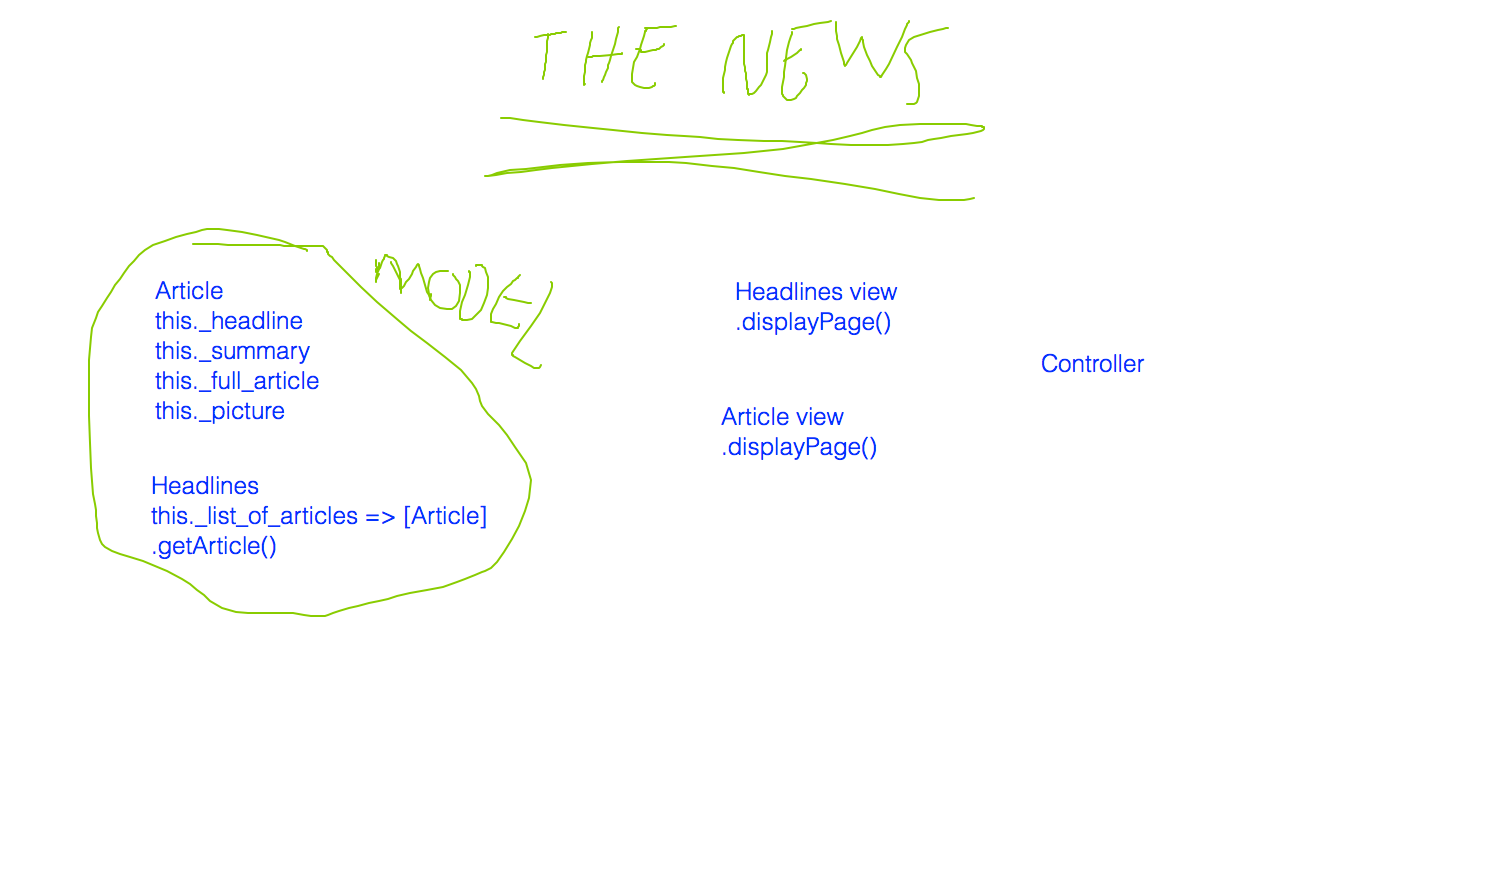 THE NEWS
MODEL
Article
this._headline
this._summary
this._full_article
this._picture
Headlines
this._list_of_articles => [Article]
.getArticle()
Headlines view
.displayPage()
Article view
.displayPage()
Controller